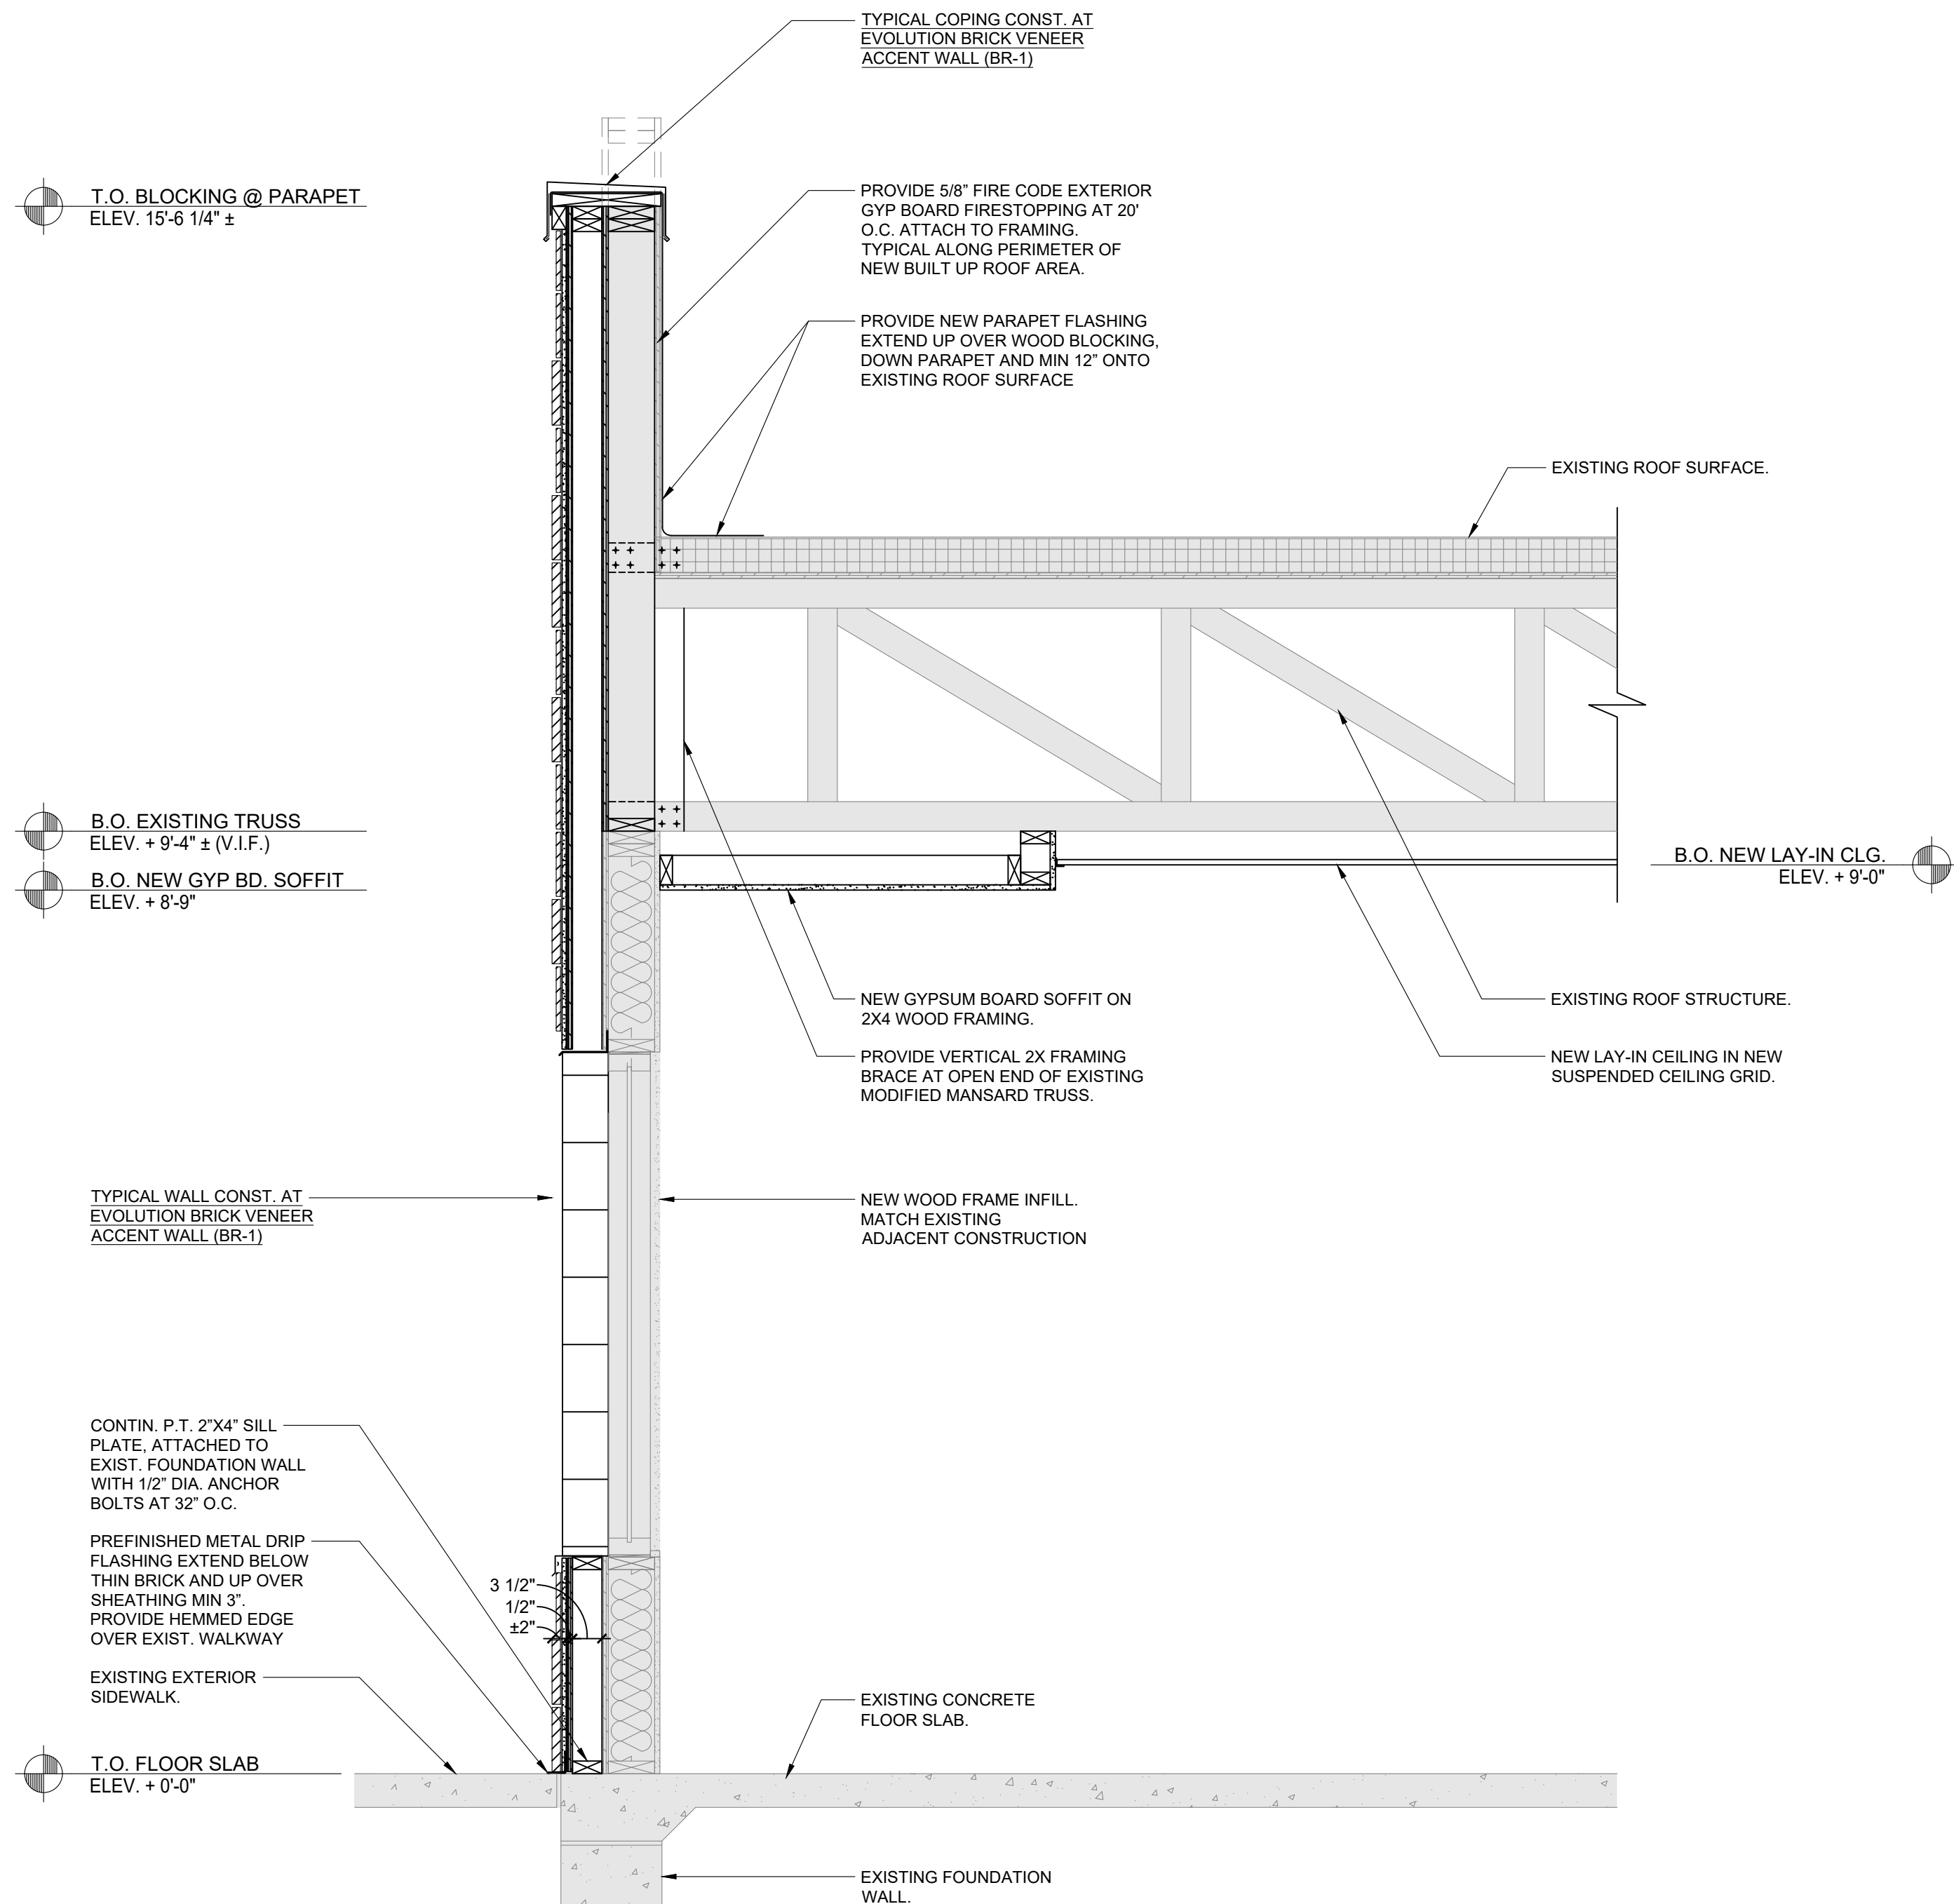 TYPICAL COPING CONST. AT
EVOLUTION BRICK VENEER
ACCENT WALL (BR-1)
T.O. BLOCKING @ PARAPET
ELEV. 15'-6 1/4" ±
PROVIDE 5/8” FIRE CODE EXTERIOR
GYP BOARD FIRESTOPPING AT 20'
O.C. ATTACH TO FRAMING.
TYPICAL ALONG PERIMETER OF
NEW BUILT UP ROOF AREA.
PROVIDE NEW PARAPET FLASHING
EXTEND UP OVER WOOD BLOCKING,
DOWN PARAPET AND MIN 12” ONTO
EXISTING ROOF SURFACE
EXISTING ROOF SURFACE.
B.O. EXISTING TRUSS
ELEV. + 9'-4" ± (V.I.F.)
B.O. NEW GYP BD. SOFFIT
ELEV. + 8'-9"
B.O. NEW LAY-IN CLG.
ELEV. + 9'-0"
NEW GYPSUM BOARD SOFFIT ON
2X4 WOOD FRAMING.
PROVIDE VERTICAL 2X FRAMING
BRACE AT OPEN END OF EXISTING
MODIFIED MANSARD TRUSS.
EXISTING ROOF STRUCTURE.
NEW LAY-IN CEILING IN NEW
SUSPENDED CEILING GRID.
TYPICAL WALL CONST. AT
EVOLUTION BRICK VENEER
ACCENT WALL (BR-1)
NEW WOOD FRAME INFILL.
MATCH EXISTING
ADJACENT CONSTRUCTION
CONTIN. P.T. 2”X4” SILL
PLATE, ATTACHED TO
EXIST. FOUNDATION WALL
WITH 1/2” DIA. ANCHOR
BOLTS AT 32” O.C.
PREFINISHED METAL DRIP
FLASHING EXTEND BELOW
THIN BRICK AND UP OVER
SHEATHING MIN 3”.
PROVIDE HEMMED EDGE
OVER EXIST. WALKWAY
3 1/2"
1/2"
±2"
EXISTING EXTERIOR
SIDEWALK.
EXISTING CONCRETE
FLOOR SLAB.
T.O. FLOOR SLAB
ELEV. + 0'-0"
EXISTING FOUNDATION
WALL.